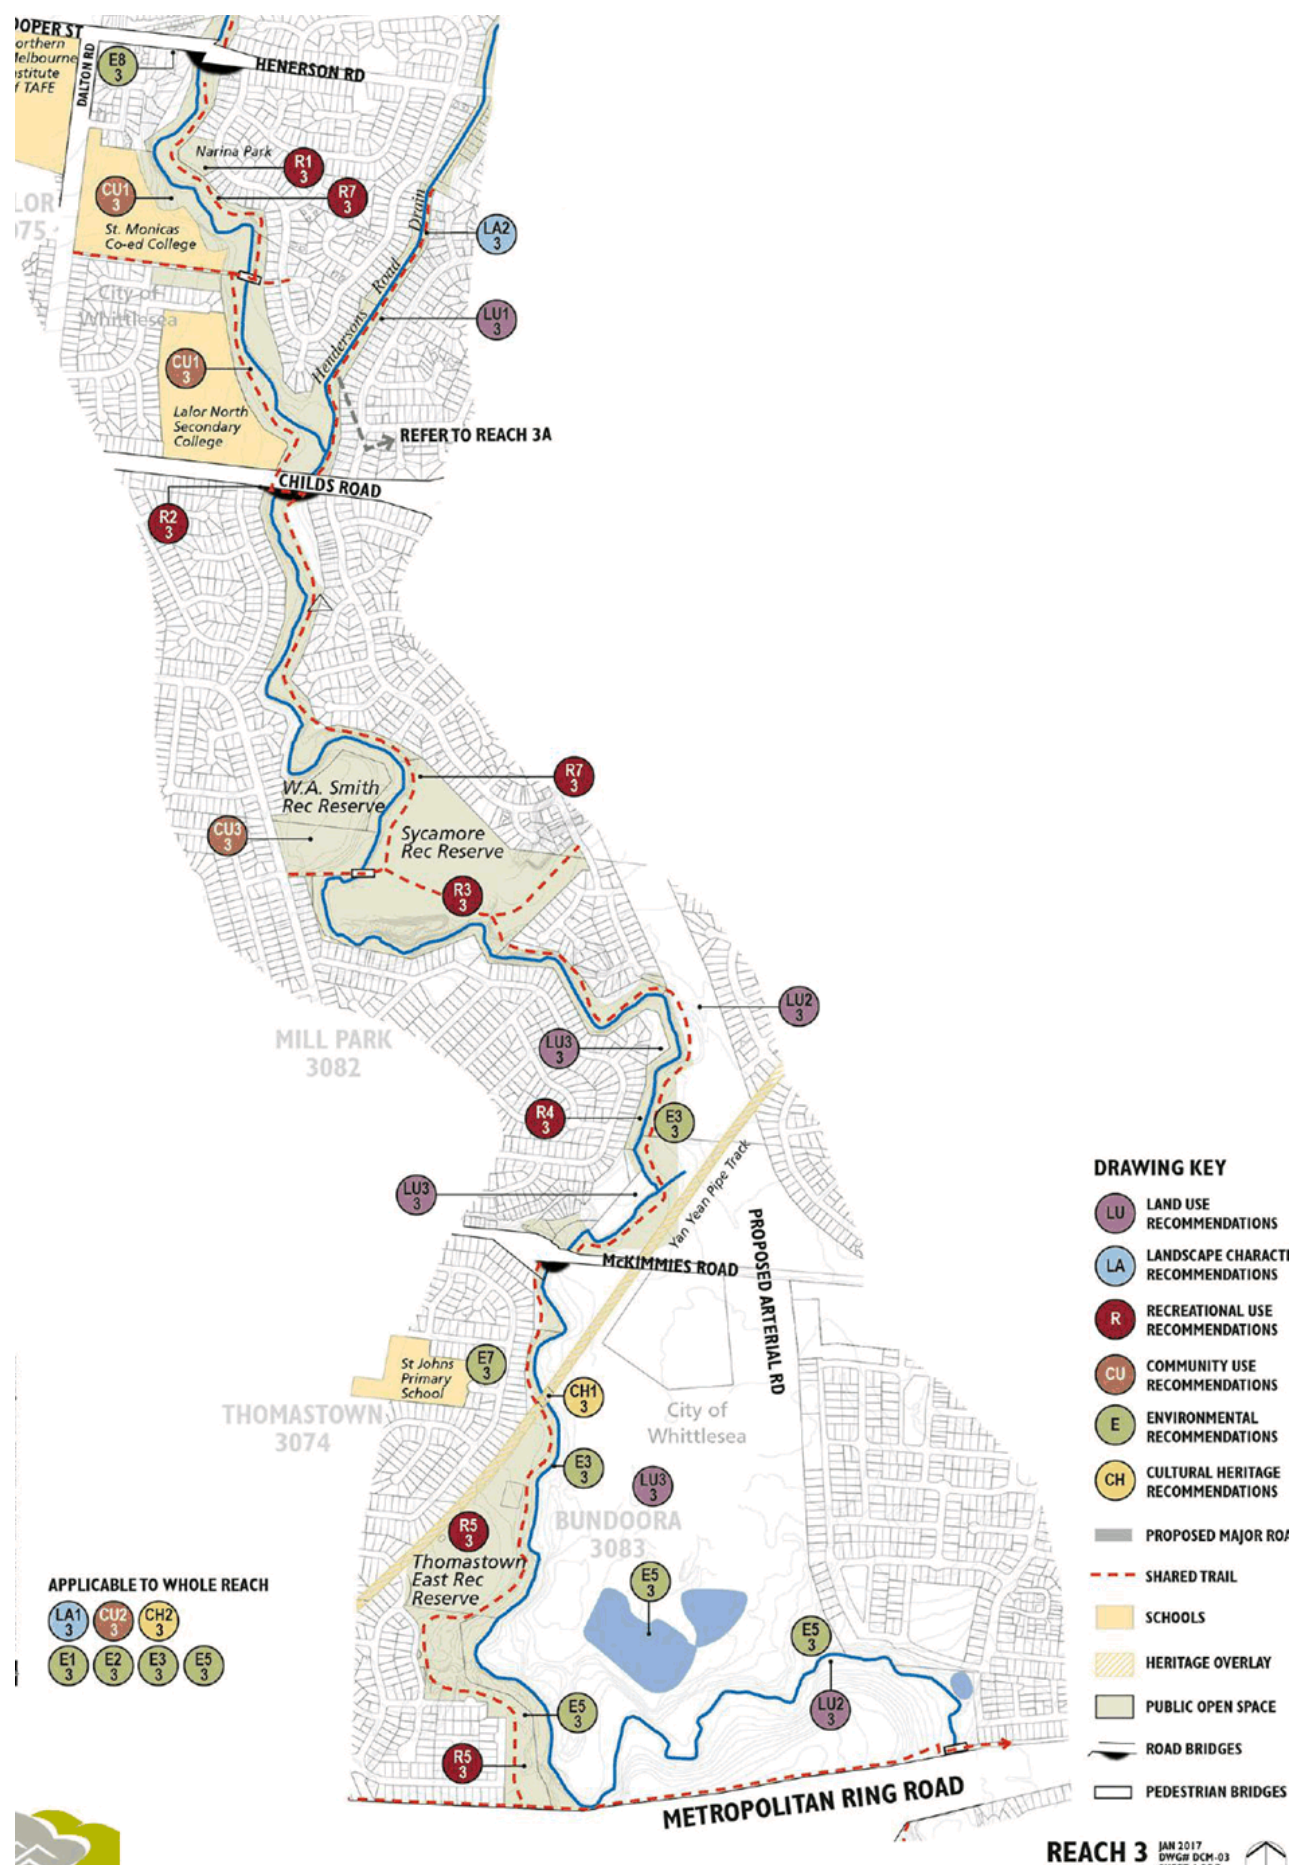 OOPER ST
orthern
Melbourne
nstitute
f TAFE
DALTON RD
E8
3
HENERSON RD
Narina Park
R1
3
CU1
3
R7
3
LOR
075
St. Monicas
Co-ed College
LA2
3
Hendersons Road Drain
City of
Whittlesea
LU1
3
CU1
3
Lalor North
Secondary
College
REFER TO REACH 3A
CHILDS ROAD
R2
3
R7
3
W.A. Smith
Rec Reserve
CU3
3
Sycamore
Rec Reserve
R3
3
LU2
3
MILL PARK
3082
LU3
3
R4
3
E3
3
Yan Yean Pipe Track
LU3
3
PROPOSED ARTERIAL RD
McKIMMIES ROAD
St Johns
Primary
School
E7
3
CH1
3
THOMASTOWN
3074
City of
Whittlesea
E3
3
LU3
3
BUNDOORA
3083
R5
3
Thomastown
East Rec
Reserve
E5
3
E5
3
LU2
3
E5
3
R5
3
METROPOLITAN RING ROAD
APPLICABLE TO WHOLE REACH
LA1
3
CU2
3
CH2
3
E1
3
E2
3
E3
3
E5
3
DRAWING KEY
LU LAND USE
RECOMMENDATIONS
LA LANDSCAPE CHARACTE
RECOMMENDATIONS
R RECREATIONAL USE
RECOMMENDATIONS
CU COMMUNITY USE
RECOMMENDATIONS
E ENVIRONMENTAL
RECOMMENDATIONS
CH CULTURAL HERITAGE
RECOMMENDATIONS
PROPOSED MAJOR ROA
SHARED TRAIL
SCHOOLS
HERITAGE OVERLAY
PUBLIC OPEN SPACE
ROAD BRIDGES
PEDESTRIAN BRIDGES
REACH 3
JAN 2017
DWG# DCM-03